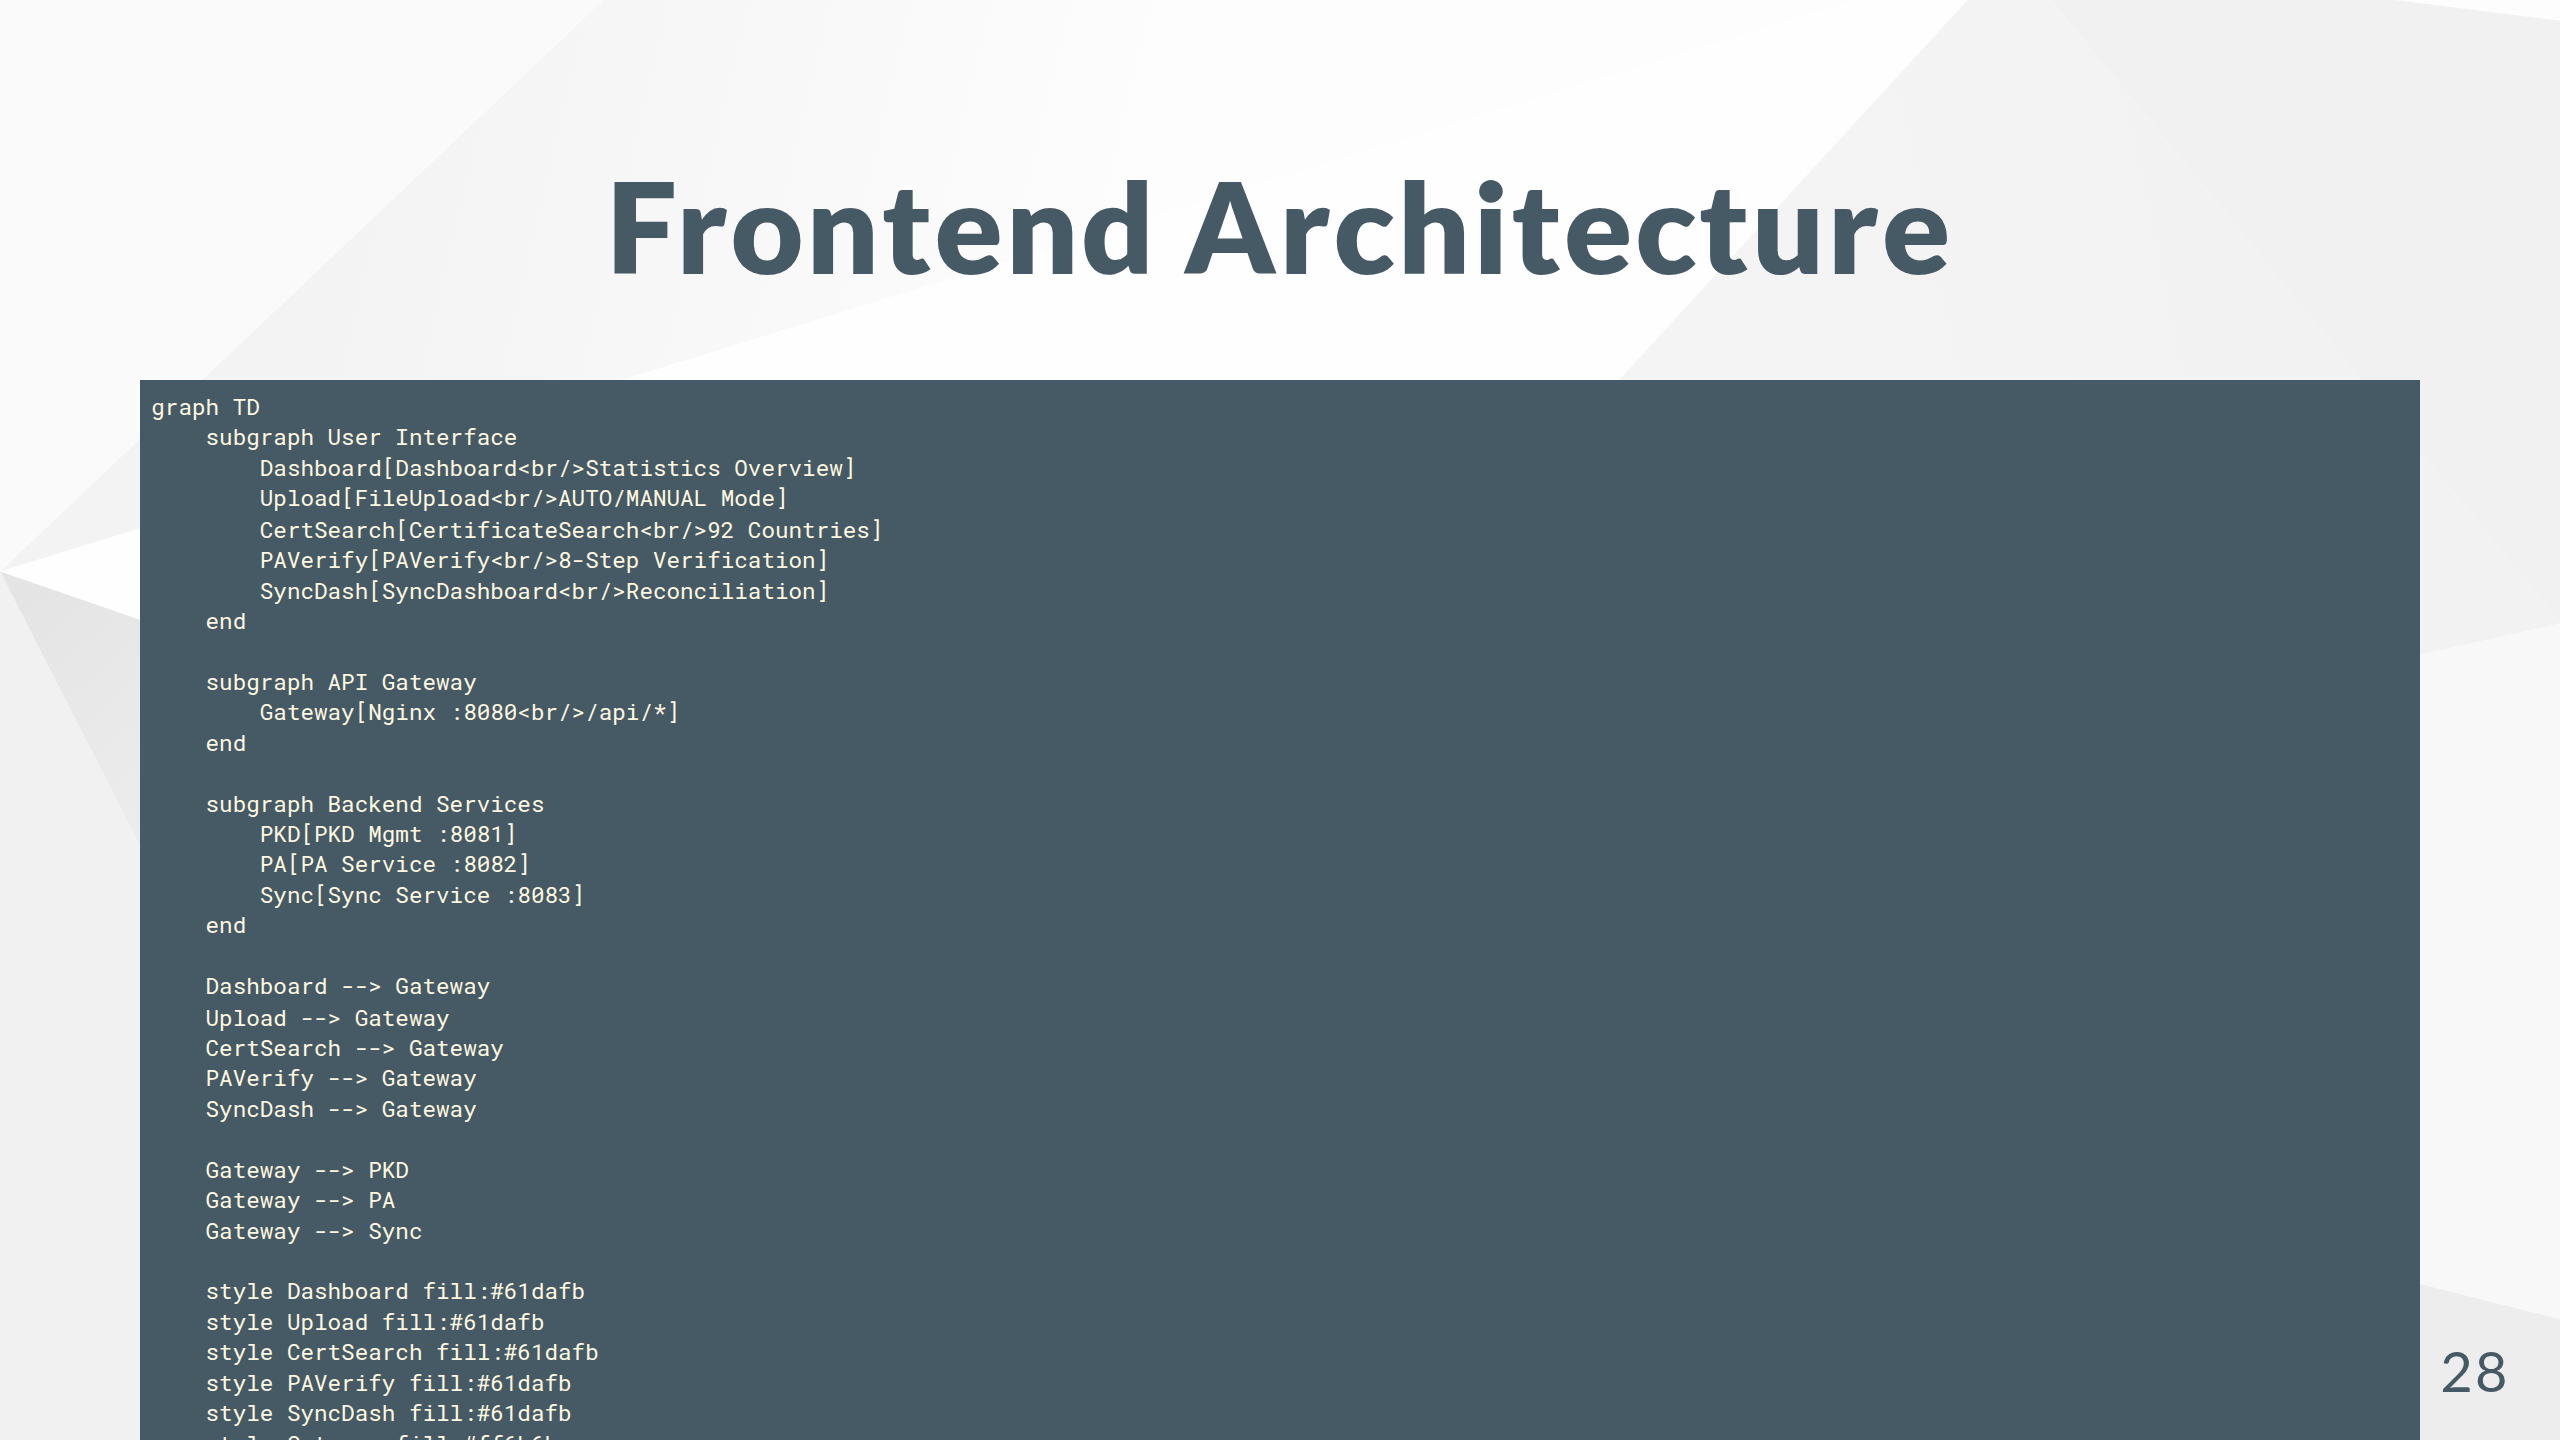 Frontend Architecture
graph TD
    subgraph User Interface
        Dashboard[Dashboard<br/>Statistics Overview]
        Upload[FileUpload<br/>AUTO/MANUAL Mode]
        CertSearch[CertificateSearch<br/>92 Countries]
        PAVerify[PAVerify<br/>8-Step Verification]
        SyncDash[SyncDashboard<br/>Reconciliation]
    end

    subgraph API Gateway
        Gateway[Nginx :8080<br/>/api/*]
    end

    subgraph Backend Services
        PKD[PKD Mgmt :8081]
        PA[PA Service :8082]
        Sync[Sync Service :8083]
    end

    Dashboard --> Gateway
    Upload --> Gateway
    CertSearch --> Gateway
    PAVerify --> Gateway
    SyncDash --> Gateway

    Gateway --> PKD
    Gateway --> PA
    Gateway --> Sync

    style Dashboard fill:#61dafb
    style Upload fill:#61dafb
    style CertSearch fill:#61dafb
    style PAVerify fill:#61dafb
    style SyncDash fill:#61dafb
28